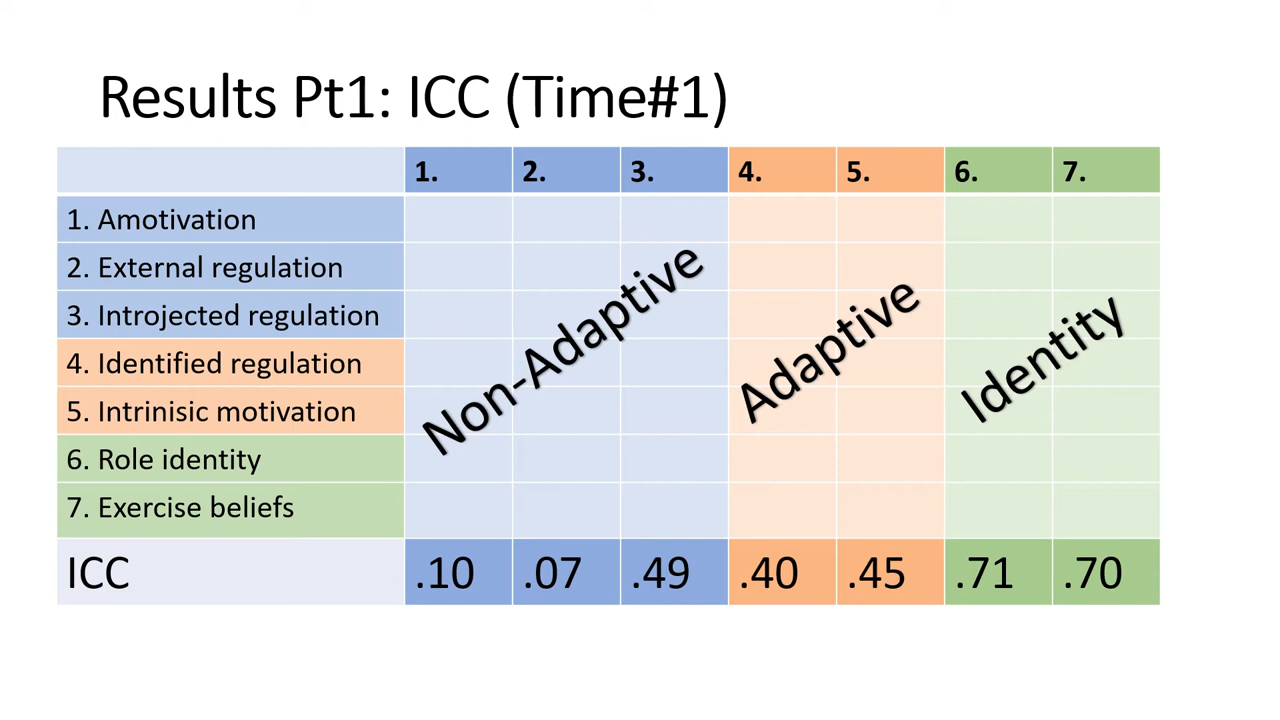 Results Pt1: ICC (Time#1)
1. 2. 3. 4. 5. 6. 7.
1. Amotivation
2. External regulation
3. Introjected regulation
4. Identified regulation
5. Intrinisic motivation
6. Role identity
7. Exercise beliefs
Non-Adaptive
Adaptive
Identity
ICC .10 .07 .49 .40 .45 .71 .70